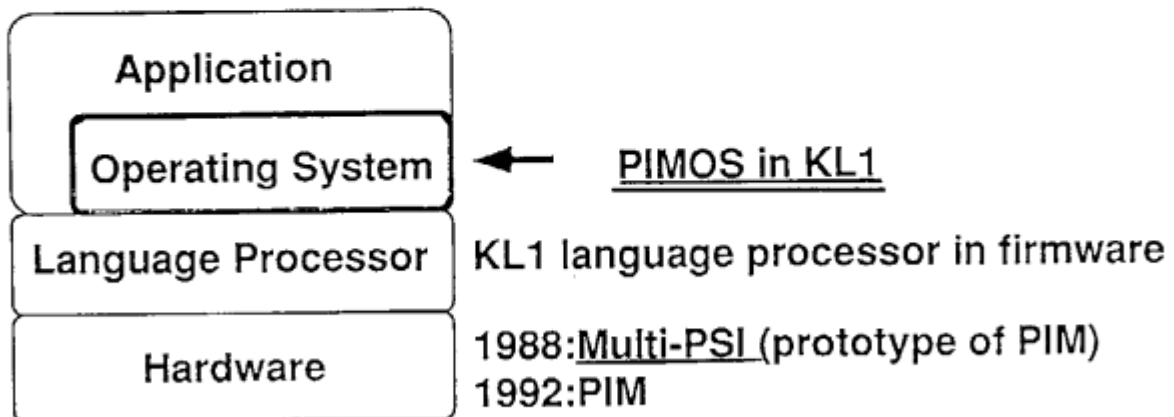 Application
Operating System
PIMOS in KL1
Language Processor
KL1 language processor in firmware
Hardware
1988:Multi-PSI (prototype of PIM)
1992:PIM